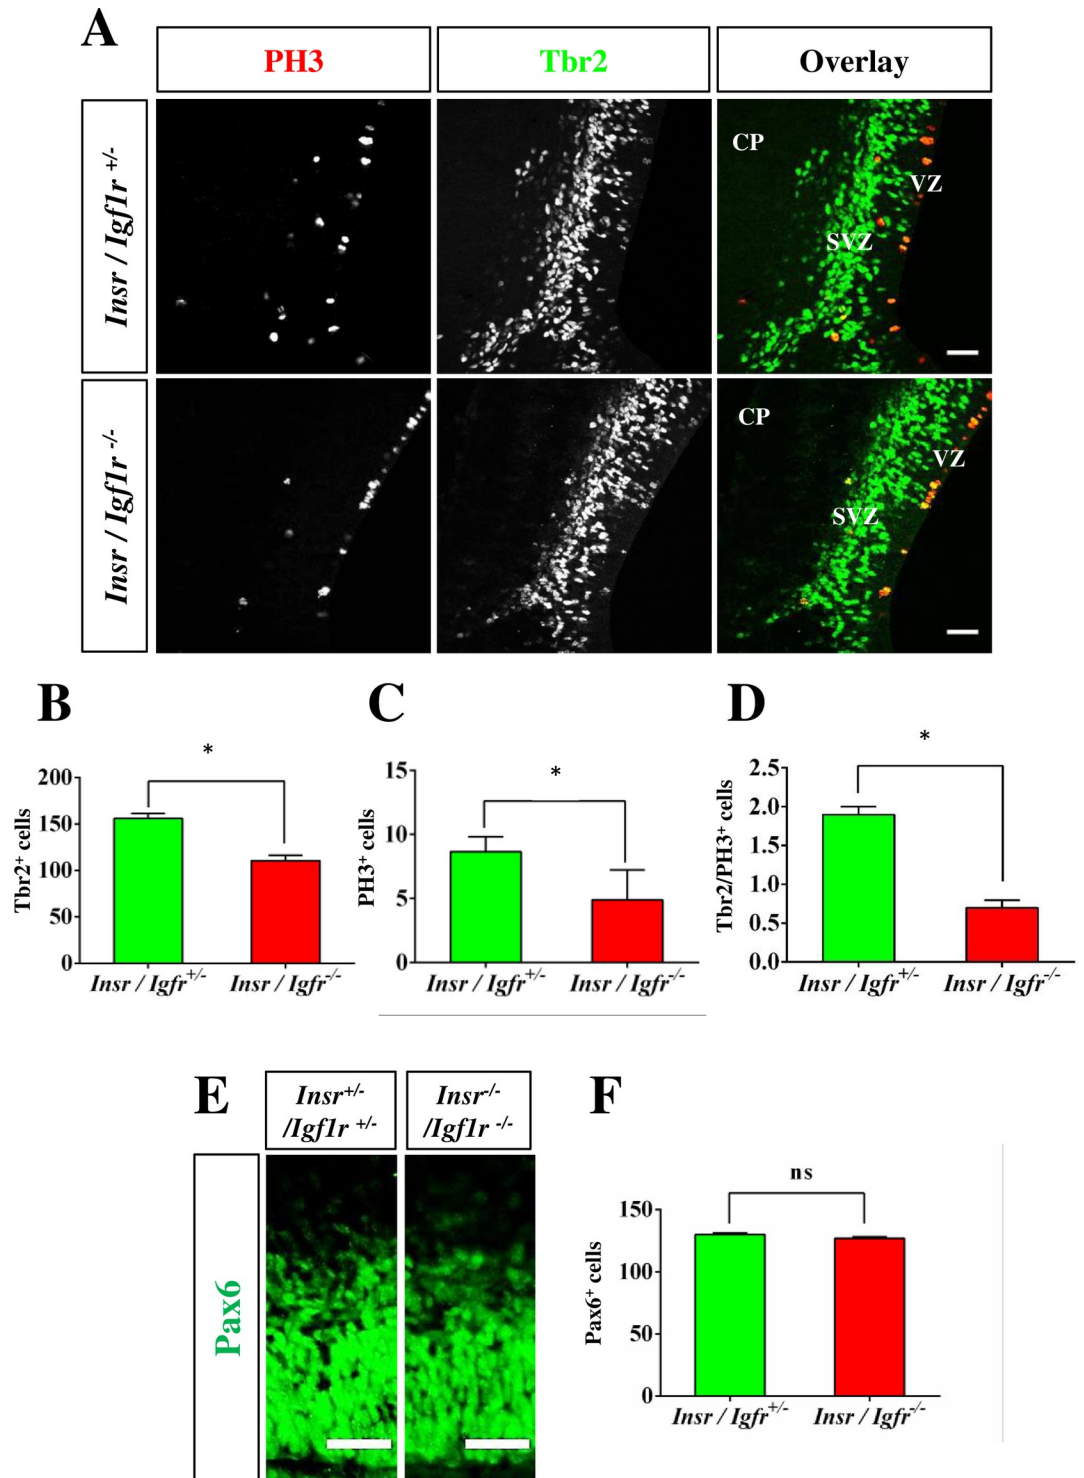 A
PH3
Tbr2
Overlay
Insr / Igf1r +/-
CP
VZ
SVZ
Insr / Igf1r -/-
CP
VZ
SVZ
B
*
Tbr2+ cells
200
150
100
50
0
Insr / Igfr+/-
Insr / Igfr-/-
C
*
PH3+ cells
15
10
5
0
Insr / Igfr+/-
Insr / Igfr-/-
D
*
Tbr2/PH3+ cells
2.5
2.0
1.5
1.0
0.5
0.0
Insr / Igfr+/-
Insr / Igfr-/-
E
Insr+/-
/Igf1r +/-
Insr-/-
/Igf1r -/-
Pax6
F
ns
Pax6+ cells
150
100
50
0
Insr / Igfr+/-
Insr / Igfr-/-